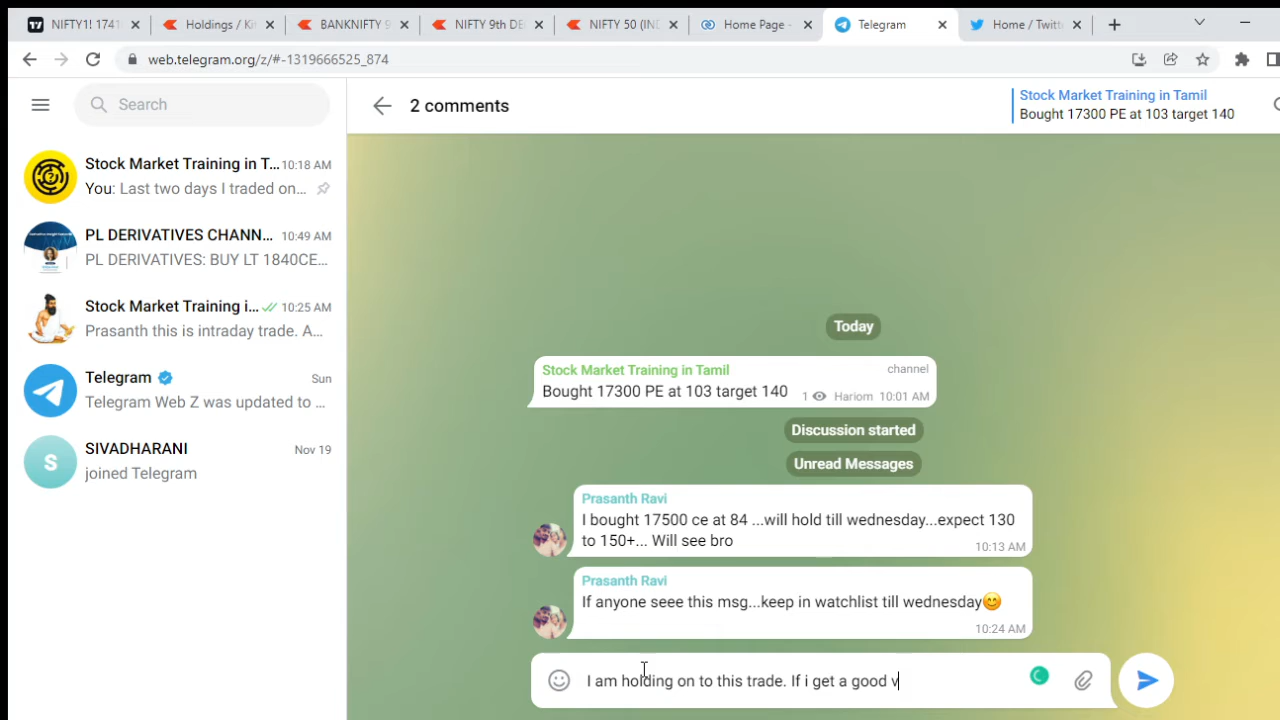 NIFTY1! 1741
Holdings / Kit
BANKNIFTY 9
NIFTY 9th DE
NIFTY 50 (IN
Home Page -
Telegram
Home / Twitt
web.telegram.org/z/#-1319666525_874
Search
2 comments
Stock Market Training in Tamil
Bought 17300 PE at 103 target 140
Stock Market Training in T... 10:18 AM
You: Last two days I traded on...
PL DERIVATIVES CHANN... 10:49 AM
PL DERIVATIVES: BUY LT 1840CE...
Stock Market Training i... 10:25 AM
Prasanth this is intraday trade. A...
Telegram Sun
Telegram Web Z was updated to ...
S
SIVADHARANI Nov 19
joined Telegram
Today
Stock Market Training in Tamil channel
Bought 17300 PE at 103 target 140 1 Hariom 10:01 AM
Discussion started
Unread Messages
Prasanth Ravi
I bought 17500 ce at 84 ...will hold till wednesday...expect 130
to 150+... Will see bro
10:13 AM
Prasanth Ravi
If anyone seee this msg...keep in watchlist till wednesday😊
10:24 AM
I am holding on to this trade. If i get a good v